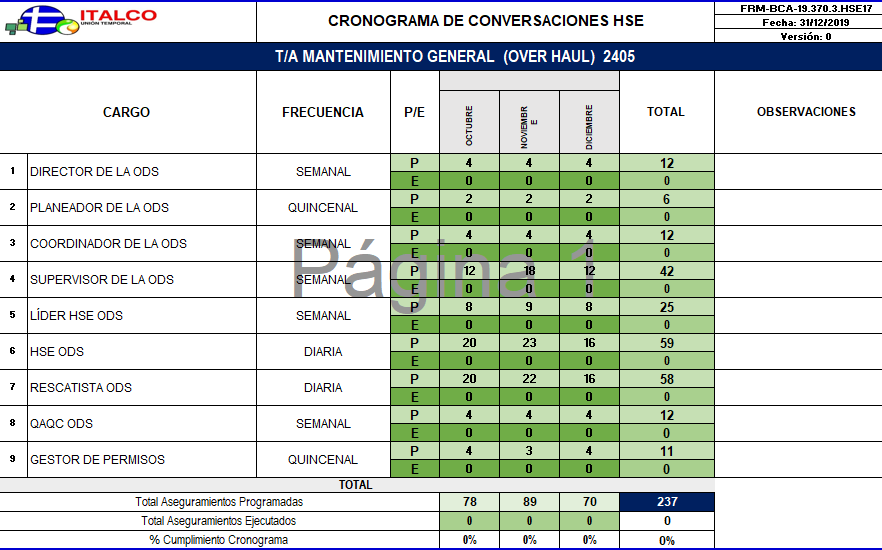 ITALCO
UNIÓN TEMPORAL
CRONOGRAMA DE CONVERSACIONES HSE
FRM-BCA-19.370.3.HSE17
Fecha: 31/12/2019
Versión: 0
T/A MANTENIMIENTO GENERAL (OVER HAUL) 2405
CARGO FRECUENCIA P/E OCTUBRE NOVIEMBRE DICIEMBRE TOTAL OBSERVACIONES
1 DIRECTOR DE LA ODS SEMANAL P 4 4 4 12
E 0 0 0 0
2 PLANEADOR DE LA ODS QUINCENAL P 2 2 2 6
E 0 0 0 0
3 COORDINADOR DE LA ODS SEMANAL P 4 4 4 12
E 0 0 0 0
4 SUPERVISOR DE LA ODS SEMANAL P 12 18 12 42
E 0 0 0 0
5 LÍDER HSE ODS SEMANAL P 8 9 8 25
E 0 0 0 0
6 HSE ODS DIARIA P 20 23 16 59
E 0 0 0 0
7 RESCATISTA ODS DIARIA P 20 22 16 58
E 0 0 0 0
8 QAQC ODS SEMANAL P 4 4 4 12
E 0 0 0 0
9 GESTOR DE PERMISOS QUINCENAL P 4 3 4 11
E 0 0 0 0
Página 1
TOTAL
Total Aseguramientos Programadas 78 89 70 237
Total Aseguramientos Ejecutados 0 0 0 0
% Cumplimiento Cronograma 0% 0% 0% 0%